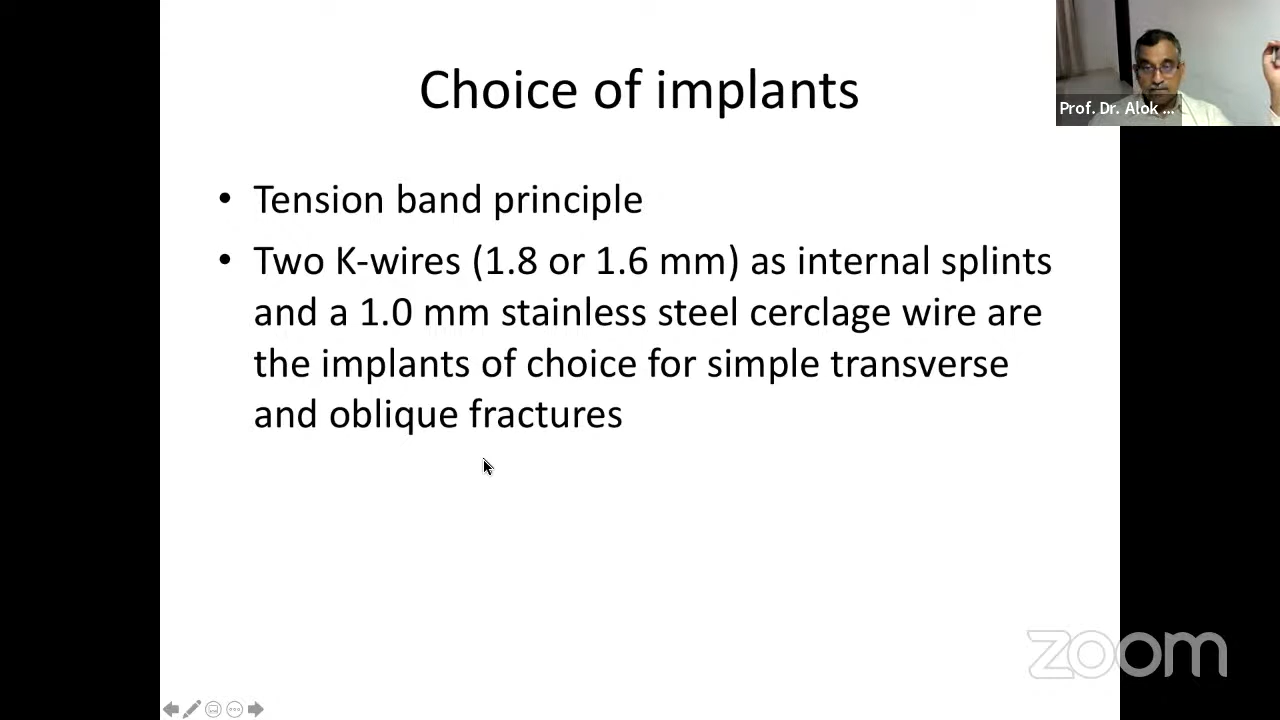 Choice of implants
Prof. Dr. Alok ...
• Tension band principle
• Two K-wires (1.8 or 1.6 mm) as internal splints
and a 1.0 mm stainless steel cerclage wire are
the implants of choice for simple transverse
and oblique fractures
zoom